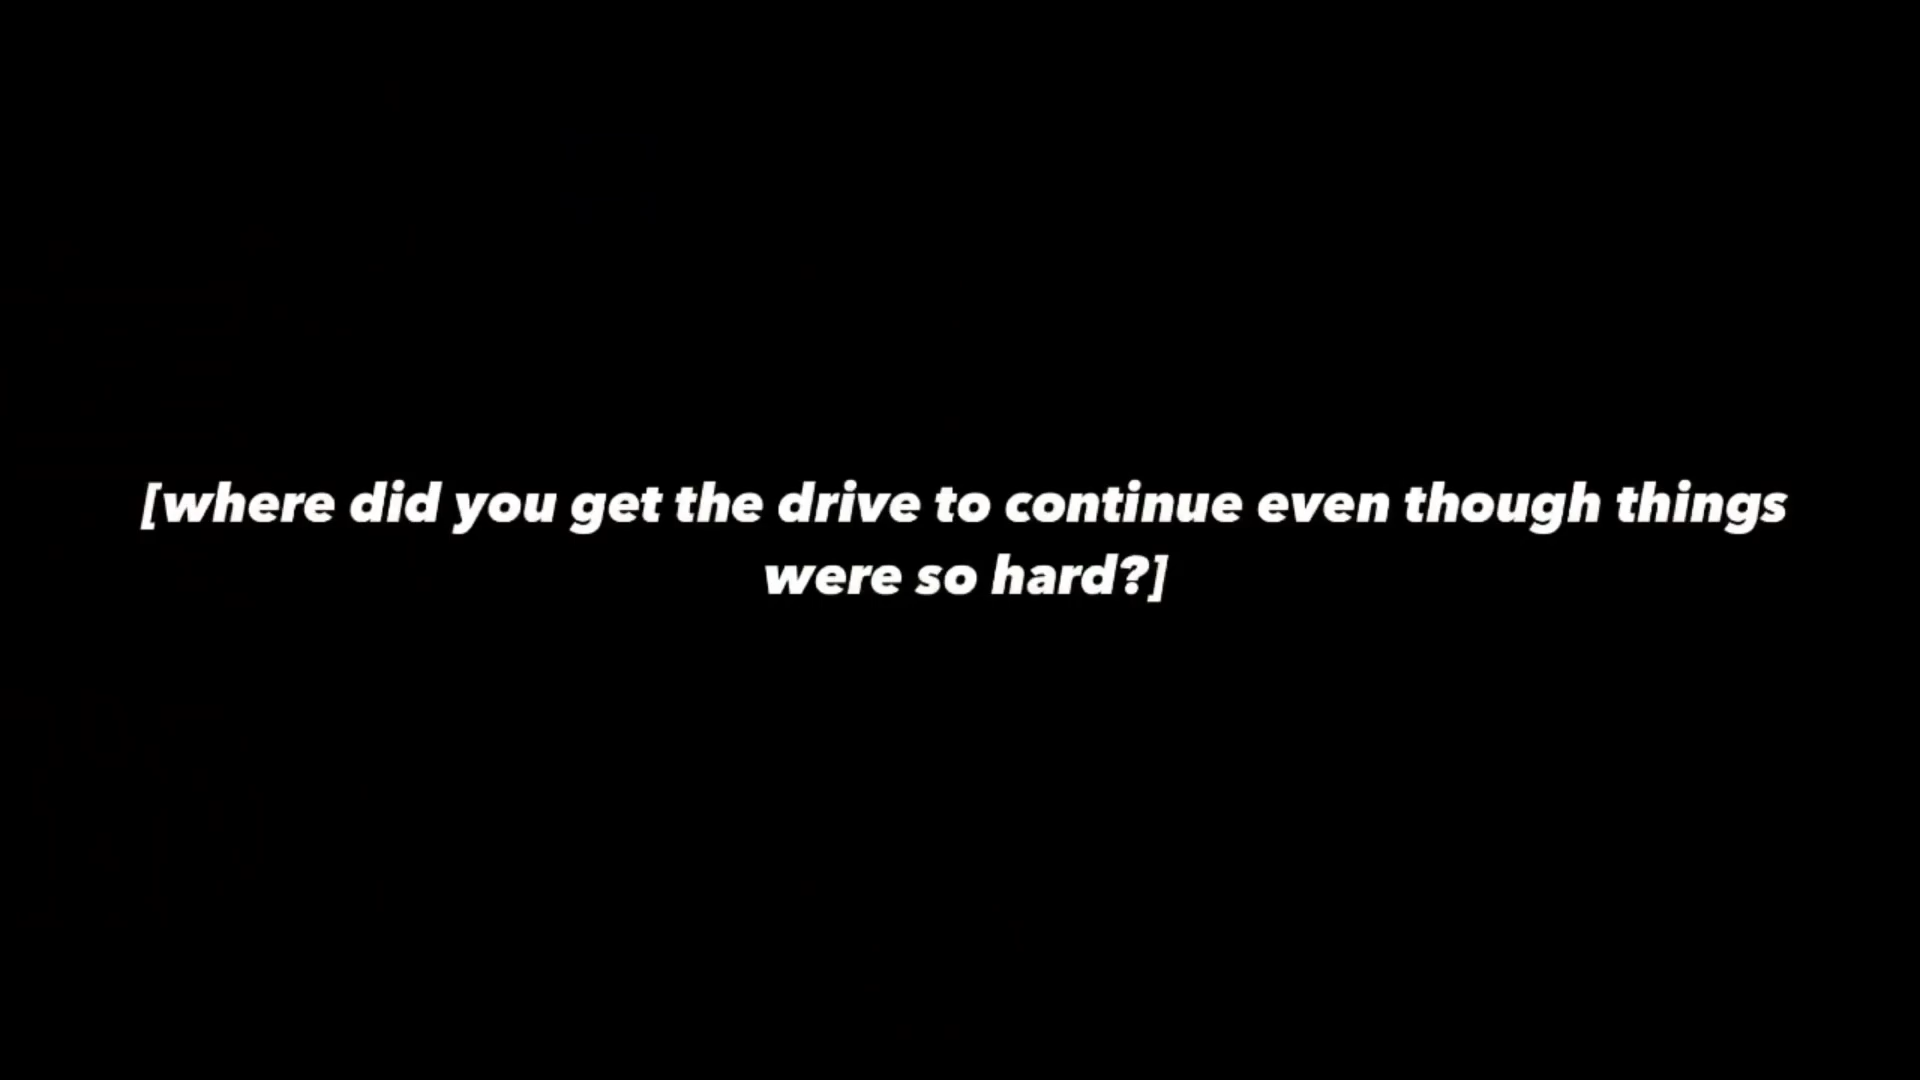 [where did you get the drive to continue even though things
were so hard?]